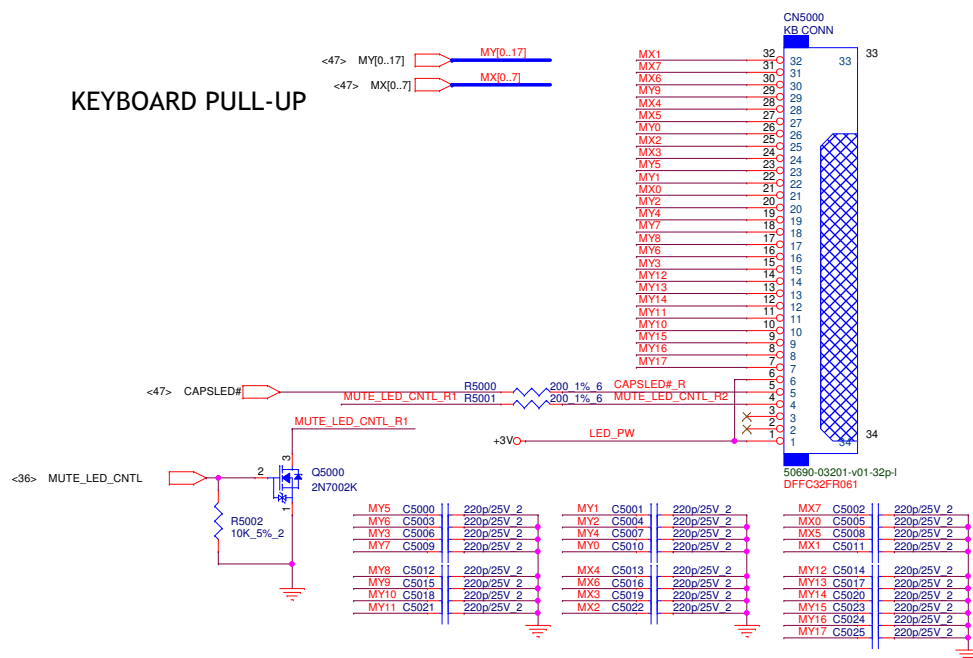 CN5000
KB CONN
<47> MY[0..17] MY[0..17]
<47> MX[0..7] MX[0..7]
KEYBOARD PULL-UP
33 33
MX1 32 32
MX7 31 31
MX6 30 30
MY9 29 29
MX4 28 28
MX5 27 27
MY0 26 26
MX2 25 25
MX3 24 24
MY5 23 23
MY1 22 22
MX0 21 21
MY2 20 20
MY4 19 19
MY7 18 18
MY8 17 17
MY6 16 16
MY3 15 15
MY12 14 14
MY13 13 13
MY14 12 12
MY11 11 11
MY10 10 10
MY15 9 9
MY16 8 8
MY17 7 7
6 6
<47> CAPSLED# R5000 200_1%_6 CAPSLED#_R 5 5
MUTE_LED_CNTL_R1 R5001 200_1%_6 MUTE_LED_CNTL_R2 4 4
3 3
2 2
+3V LED_PW 1 1
34 34
MUTE_LED_CNTL_R1
50690-03201-v01-32p-l
DFFC32FR061
<36> MUTE_LED_CNTL
2 3 1
Q5000
2N7002K
R5002
10K_5%_2
MY5 C5000 220p/25V_2
MY6 C5003 220p/25V_2
MY3 C5006 220p/25V_2
MY7 C5009 220p/25V_2
MY8 C5012 220p/25V_2
MY9 C5015 220p/25V_2
MY10 C5018 220p/25V_2
MY11 C5021 220p/25V_2
MY1 C5001 220p/25V_2
MY2 C5004 220p/25V_2
MY4 C5007 220p/25V_2
MY0 C5010 220p/25V_2
MX4 C5013 220p/25V_2
MX6 C5016 220p/25V_2
MX3 C5019 220p/25V_2
MX2 C5022 220p/25V_2
MX7 C5002 220p/25V_2
MX0 C5005 220p/25V_2
MX5 C5008 220p/25V_2
MX1 C5011 220p/25V_2
MY12 C5014 220p/25V_2
MY13 C5017 220p/25V_2
MY14 C5020 220p/25V_2
MY15 C5023 220p/25V_2
MY16 C5024 220p/25V_2
MY17 C5025 220p/25V_2